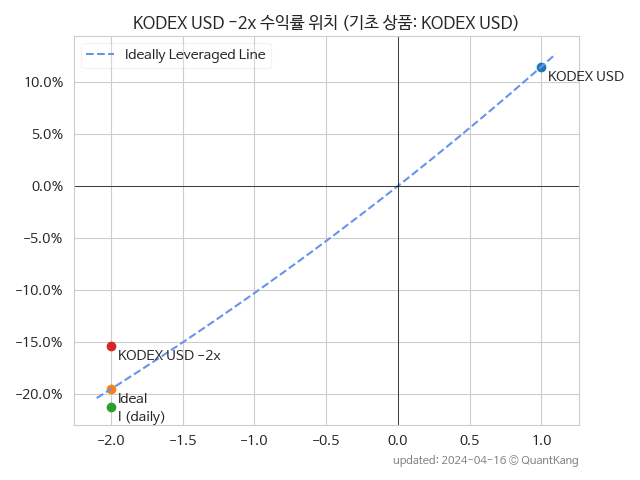 KODEX USD -2x 수익률 위치 (기초 상품: KODEX USD)
Ideally Leveraged Line
10.0%
5.0%
0.0%
-5.0%
-10.0%
-15.0%
-20.0%
KODEX USD
KODEX USD -2x
Ideal
I (daily)
-2.0 -1.5 -1.0 -0.5 0.0 0.5 1.0
updated: 2024-04-16 © QuantKang